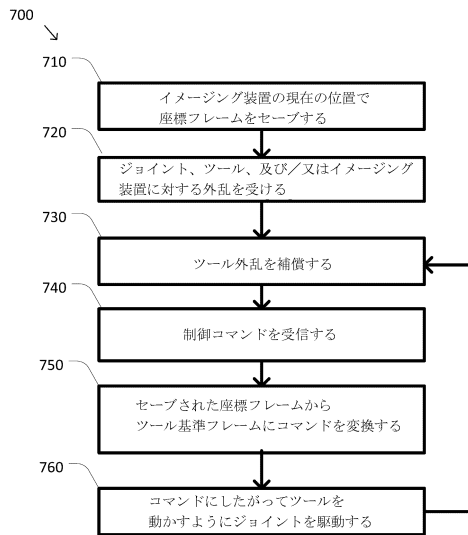 700
710
イメージング装置の現在の位置で
座標フレームをセーブする
720
ジョイント、ツール、及び/又はイメージング
装置に対する外乱を受ける
730
ツール外乱を補償する
740
制御コマンドを受信する
750
セーブされた座標フレームから
ツール基準フレームにコマンドを変換する
760
コマンドにしたがってツールを
動かすようにジョイントを駆動する